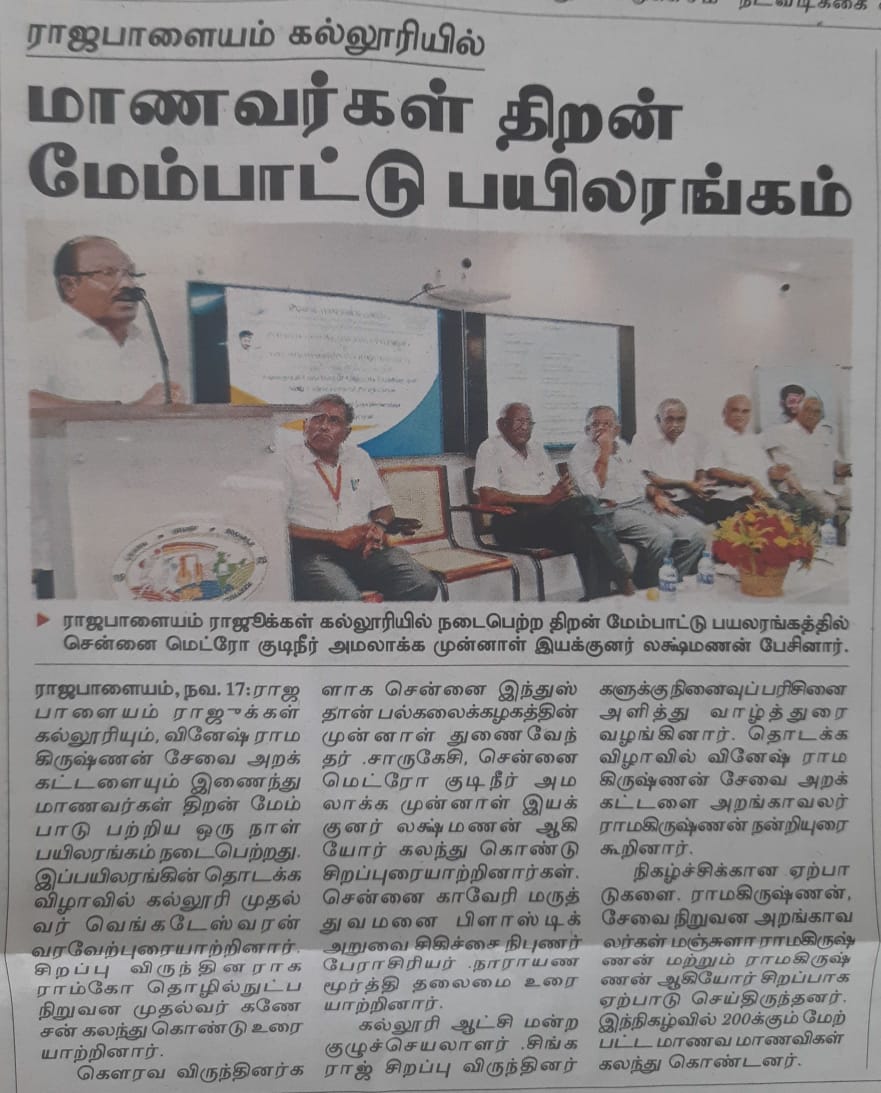 நடவடிக்கை
ராஜபாளையம் கல்லூரியில்
மாணவர்கள் திறன்
மேம்பாட்டு பயிலரங்கம்
ராஜபாளையம் ராஜூக்கள் கல்லூரியில் நடைபெற்ற திறன் மேம்பாட்டு பயலரங்கத்தில்
சென்னை மெட்ரோ குடிநீர் அமலாக்க முன்னாள் இயக்குனர் லக்ஷ்மணன் பேசினார்.
ராஜபாளையம், நவ. 17: ராஜ
பாளையம் ராஜுக்கள்
கல்லூரியும், வினேஷ் ராம
கிருஷ்ணன் சேவை அறக்
கட்டளையும் இணைந்து
மாணவர்கள் திறன் மேம்
பாடு பற்றிய ஒரு நாள்
பயிலரங்கம் நடைபெற்றது.
இப்பயிலரங்கின் தொடக்க
விழாவில் கல்லூரி முதல்
வர் வெங்கடேஸ்வரன்
வரவேற்புரையாற்றினார்.
சிறப்பு விருந்தினராக
ராம்கோ தொழில்நுட்ப
நிறுவன முதல்வர் கணே
சன் கலந்து கொண்டு உரை
யாற்றினார்.
கௌரவ விருந்தினர்க
ளாக சென்னை இந்துஸ்
தான் பல்கலைக்கழகத்தின்
முன்னாள் துணைவேந்
தர் .சாருகேசி, சென்னை
மெட்ரோ குடிநீர் அம
லாக்க முன்னாள் இயக்
குனர் லக்ஷ்மணன் ஆகி
யோர் கலந்து கொண்டு
சிறப்புரையாற்றினார்கள்.
சென்னை காவேரி மருத்
துவமனை பிளாஸ்டிக்
அறுவை சிகிச்சை நிபுணர்
பேராசிரியர் .நாராயண
மூர்த்தி தலைமை உரை
யாற்றினார்.
கல்லூரி ஆட்சி மன்ற
குழுச்செயலாளர் .சிங்க
ராஜ் சிறப்பு விருந்தினர்
களுக்குநினைவுப்பரிசினை
அளித்து வாழ்த்துரை
வழங்கினார். தொடக்க
விழாவில் வினேஷ் ராம
கிருஷ்ணன் சேவை அறக்
கட்டளை அறங்காவலர்
ராமகிருஷ்ணன் நன்றியுரை
கூறினார்.
நிகழ்ச்சிக்கான ஏற்பா
டுகளை. ராமகிருஷ்ணன்,
சேவை நிறுவன அறங்காவ
லர்கள் மஞ்சுளா ராமகிருஷ்
ணன் மற்றும் ராமகிருஷ்
ணன் ஆகியோர் சிறப்பாக
ஏற்பாடு செய்திருந்தனர்.
இந்நிகழ்வில் 200க்கும் மேற்
பட்ட மாணவ மாணவிகள்
கலந்து கொண்டனர்.